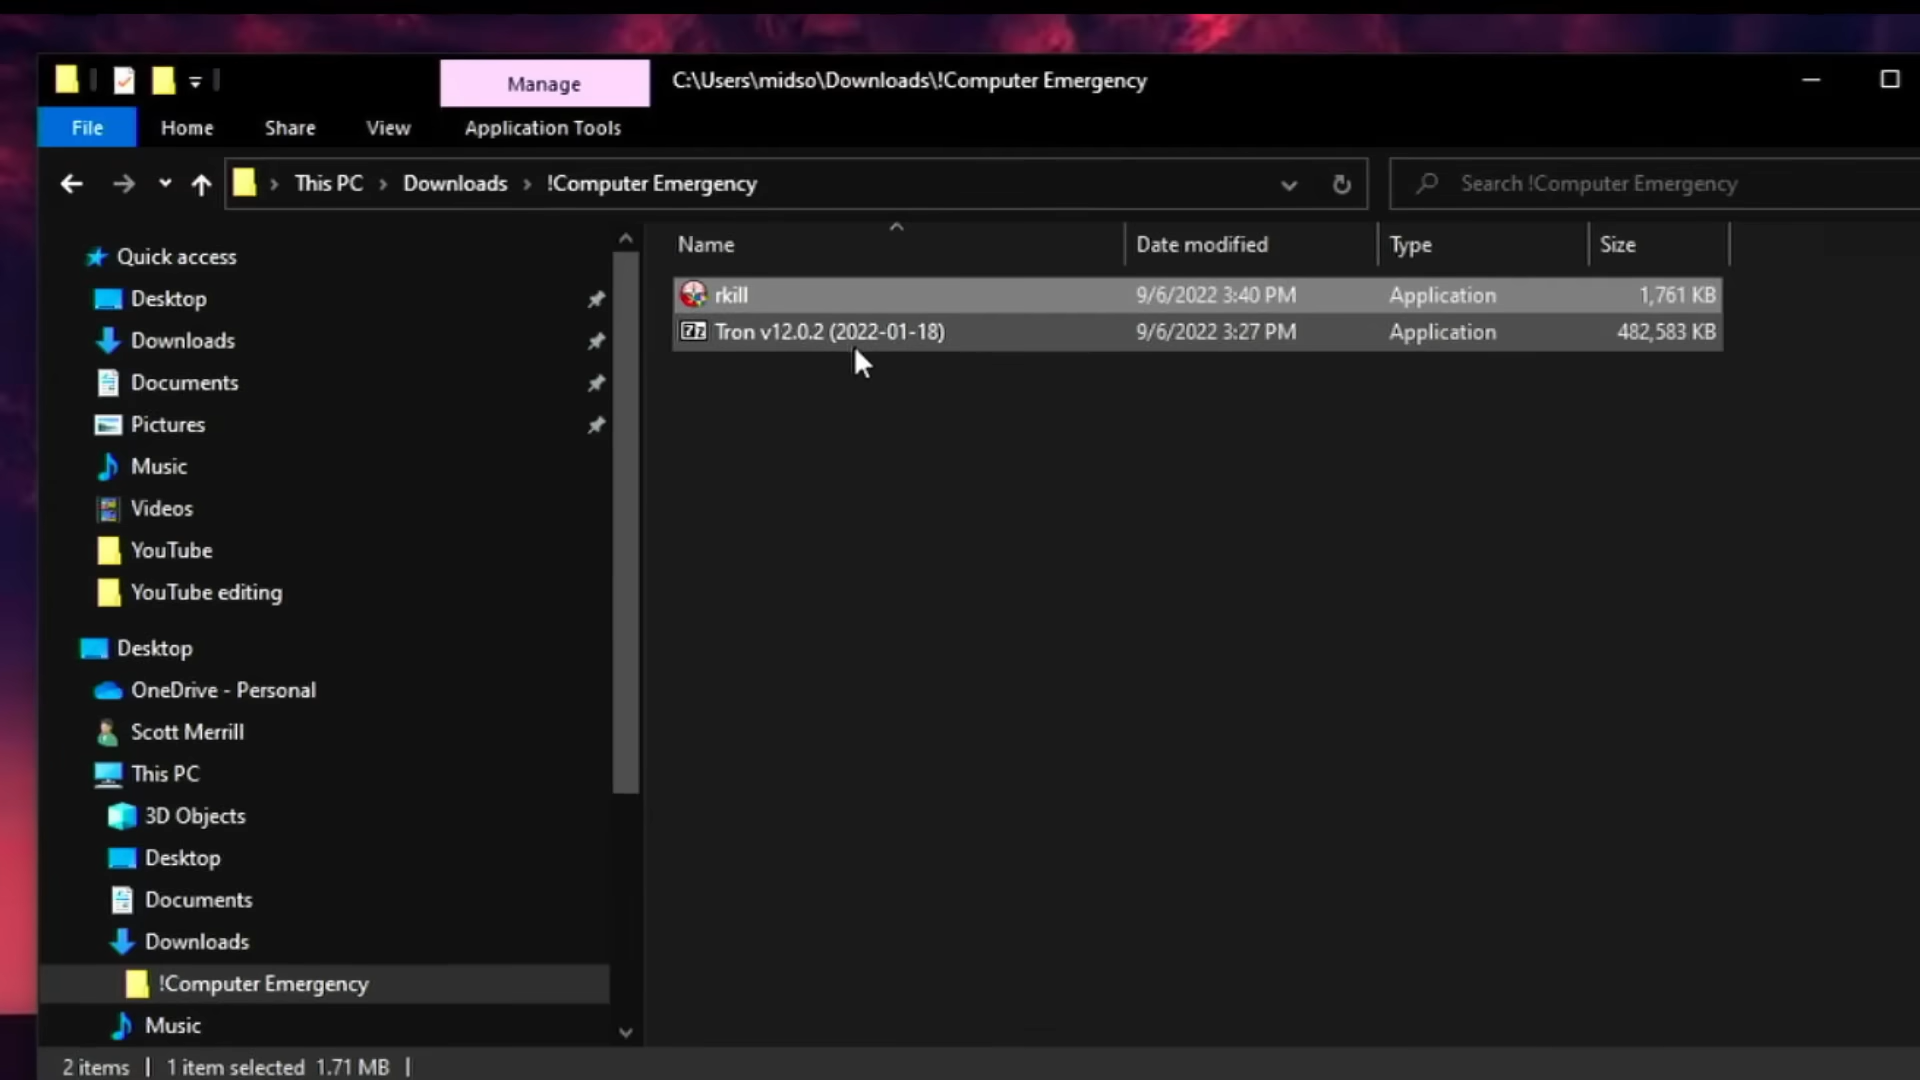 Manage
C:\Users\midso\Downloads\!Computer Emergency
File
Home
Share
View
Application Tools
This PC
Downloads
!Computer Emergency
Search !Computer Emergency
Name
Date modified
Type
Size
rkill
9/6/2022 3:40 PM
Application
1,761 KB
Tron v12.0.2 (2022-01-18)
9/6/2022 3:27 PM
Application
482,583 KB
Quick access
Desktop
Downloads
Documents
Pictures
Music
Videos
YouTube
YouTube editing
Desktop
OneDrive - Personal
Scott Merrill
This PC
3D Objects
Desktop
Documents
Downloads
!Computer Emergency
Music
2 items
1 item selected 1.71 MB